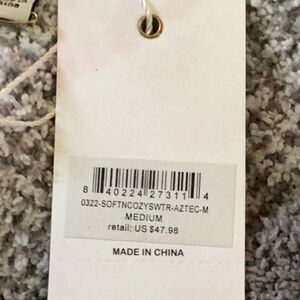 8 40224 27311 4
0322-SOFTNCOZYSWTR-AZTEC-M
MEDIUM
retail: US $47.98
MADE IN CHINA